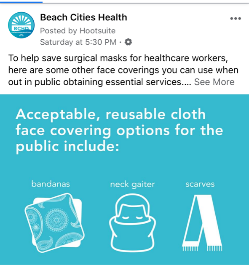 Beach Cities Health
Posted by Hootsuite
Saturday at 5:30 PM ·
To help save surgical masks for healthcare workers,
here are some other face coverings you can use when
out in public obtaining essential services.... See More
Acceptable, reusable cloth
face covering options for the
public include:
bandanas neck gaiter scarves